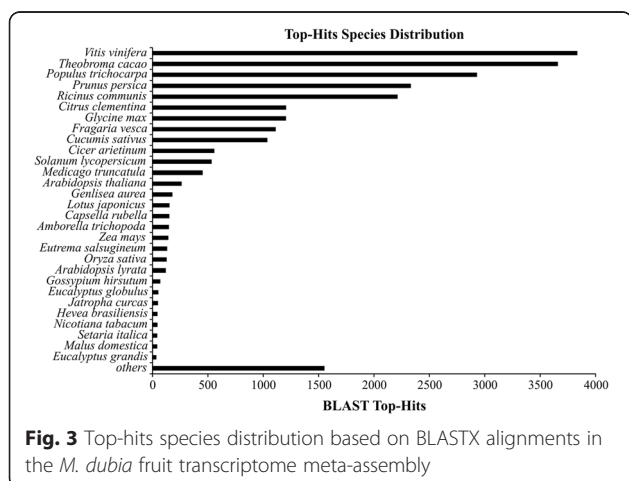 Top-Hits Species Distribution
Vitis vinifera
Theobroma cacao
Populus trichocarpa
Prunus persica
Ricinus communis
Citrus clementina
Glycine max
Fragaria vesca
Cucumis sativus
Cicer arietinum
Solanum lycopersicum
Medicago truncatula
Arabidopsis thaliana
Genlisea aurea
Lotus japonicus
Capsella rubella
Amborella trichopoda
Zea mays
Eutrema salsugineum
Oryza sativa
Arabidopsis lyrata
Gossypium hirsutum
Eucalyptus globulus
Jatropha curcas
Hevea brasiliensis
Nicotiana tabacum
Setaria italica
Malus domestica
Eucalyptus grandis
others
0 500 1000 1500 2000 2500 3000 3500 4000
BLAST Top-Hits
Fig. 3 Top-hits species distribution based on BLASTX alignments in
the M. dubia fruit transcriptome meta-assembly